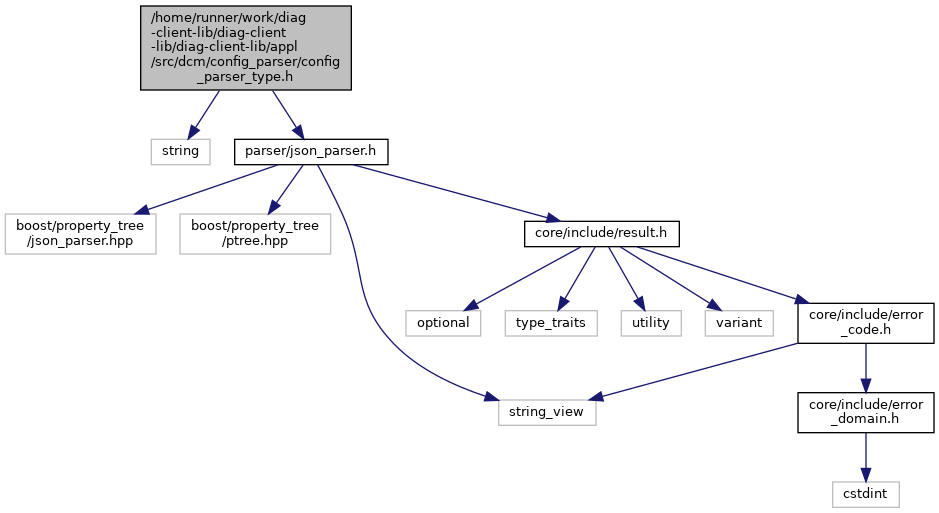 /home/runner/work/diag
-client-lib/diag-client
-lib/diag-client-lib/appl
/src/dcm/config_parser/config
_parser_type.h
string
parser/json_parser.h
boost/property_tree
/json_parser.hpp
boost/property_tree
/ptree.hpp
core/include/result.h
optional
type_traits
utility
variant
core/include/error
_code.h
string_view
core/include/error
_domain.h
cstdint